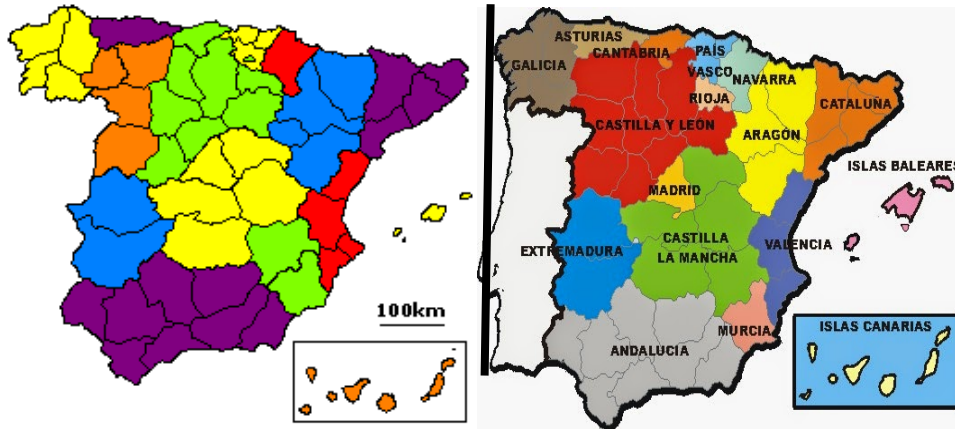 100km
ASTURIAS
CANTABRIA
PAÍS
VASCO
NAVARRA
GALICIA
RIOJA
CATALUÑA
CASTILLA Y LEÓN
ARAGÓN
ISLAS BALEARES
MADRID
EXTREMADURA
CASTILLA
LA MANCHA
VALENCIA
MURCIA
ANDALUCIA
ISLAS CANARIAS